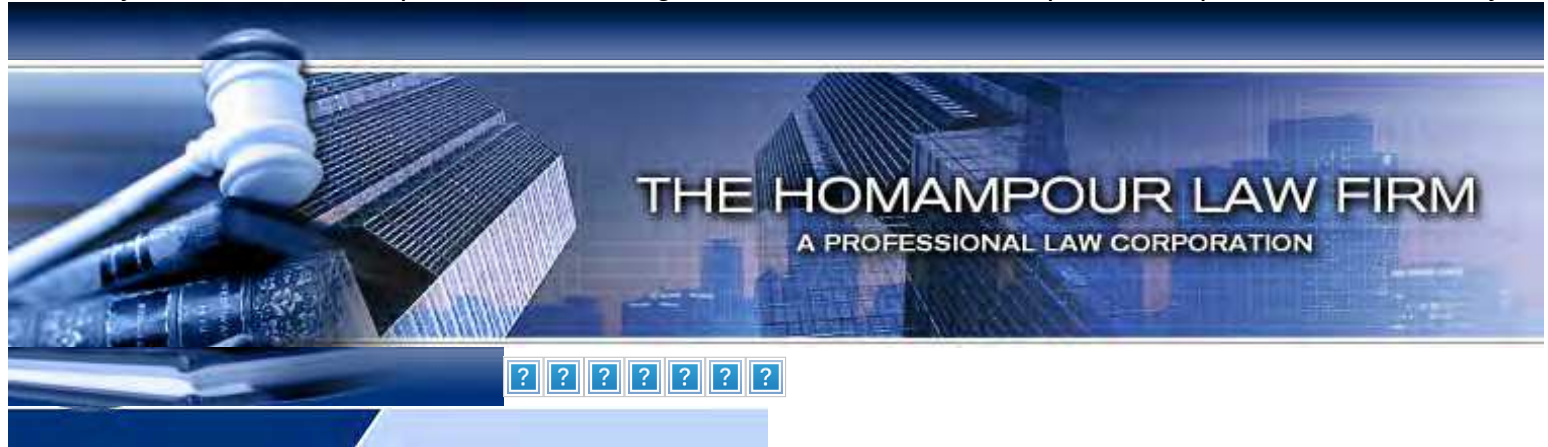 THE HOMAMPOUR LAW FIRM
A PROFESSIONAL LAW CORPORATION
? ? ? ? ? ? ?